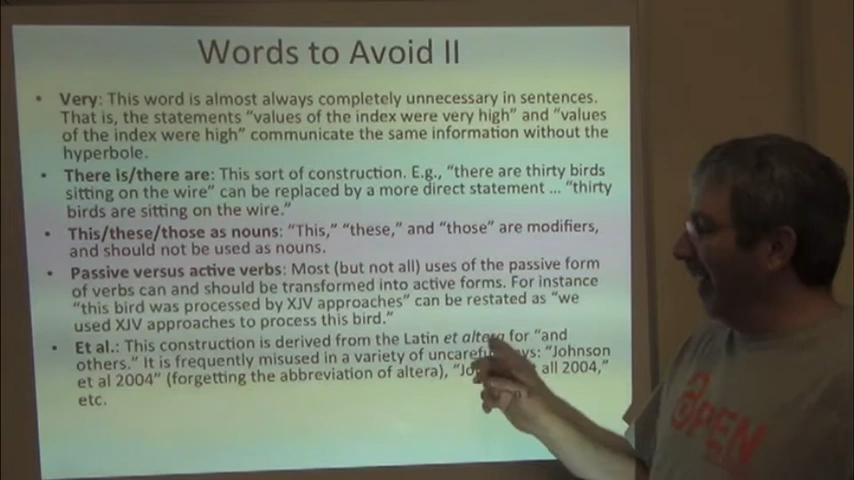 Words to Avoid II
• Very: This word is almost always completely unnecessary in sentences.
That is, the statements "values of the index were very high" and "values
of the index were high" communicate the same information without the
hyperbole.
• There is/there are: This sort of construction. E.g., "there are thirty birds
sitting on the wire" can be replaced by a more direct statement ... "thirty
birds are sitting on the wire."
• This/these/those as nouns: "This," "these," and "those" are modifiers,
and should not be used as nouns.
• Passive versus active verbs: Most (but not all) uses of the passive form
of verbs can and should be transformed into active forms. For instance
"this bird was processed by XJV approaches" can be restated as "we
used XJV approaches to process this bird."
• Et al.: This construction is derived from the Latin et altera for "and
others." It is frequently misused in a variety of uncareful : "Johnson
et al 2004" (forgetting the abbreviation of altera), all 2004,"
etc.
OPEN